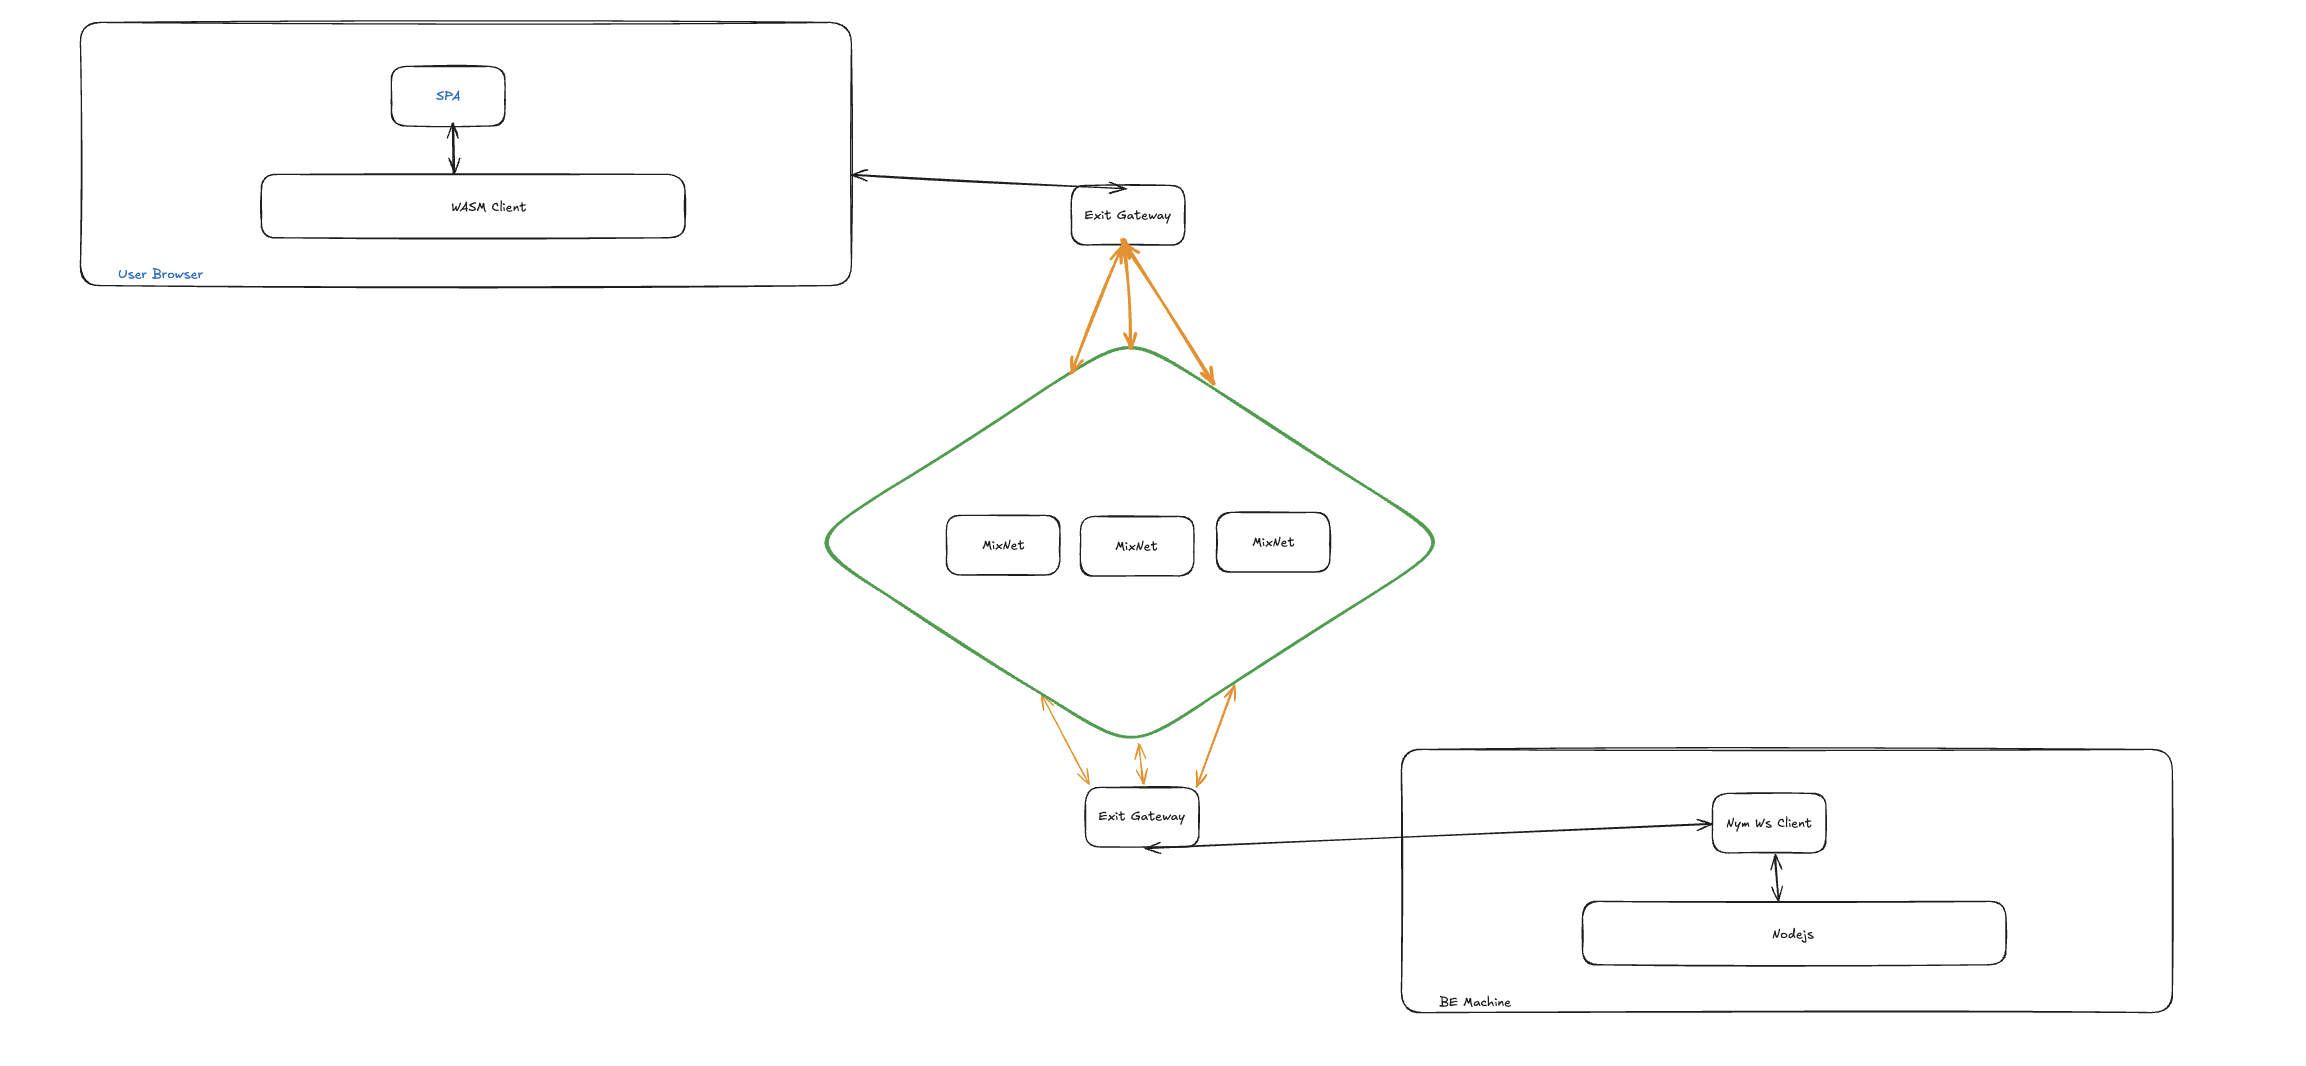 SPA
WASM Client
User Browser
Exit Gateway
MixNet
MixNet
MixNet
Exit Gateway
Nym Ws Client
Nodejs
BE Machine